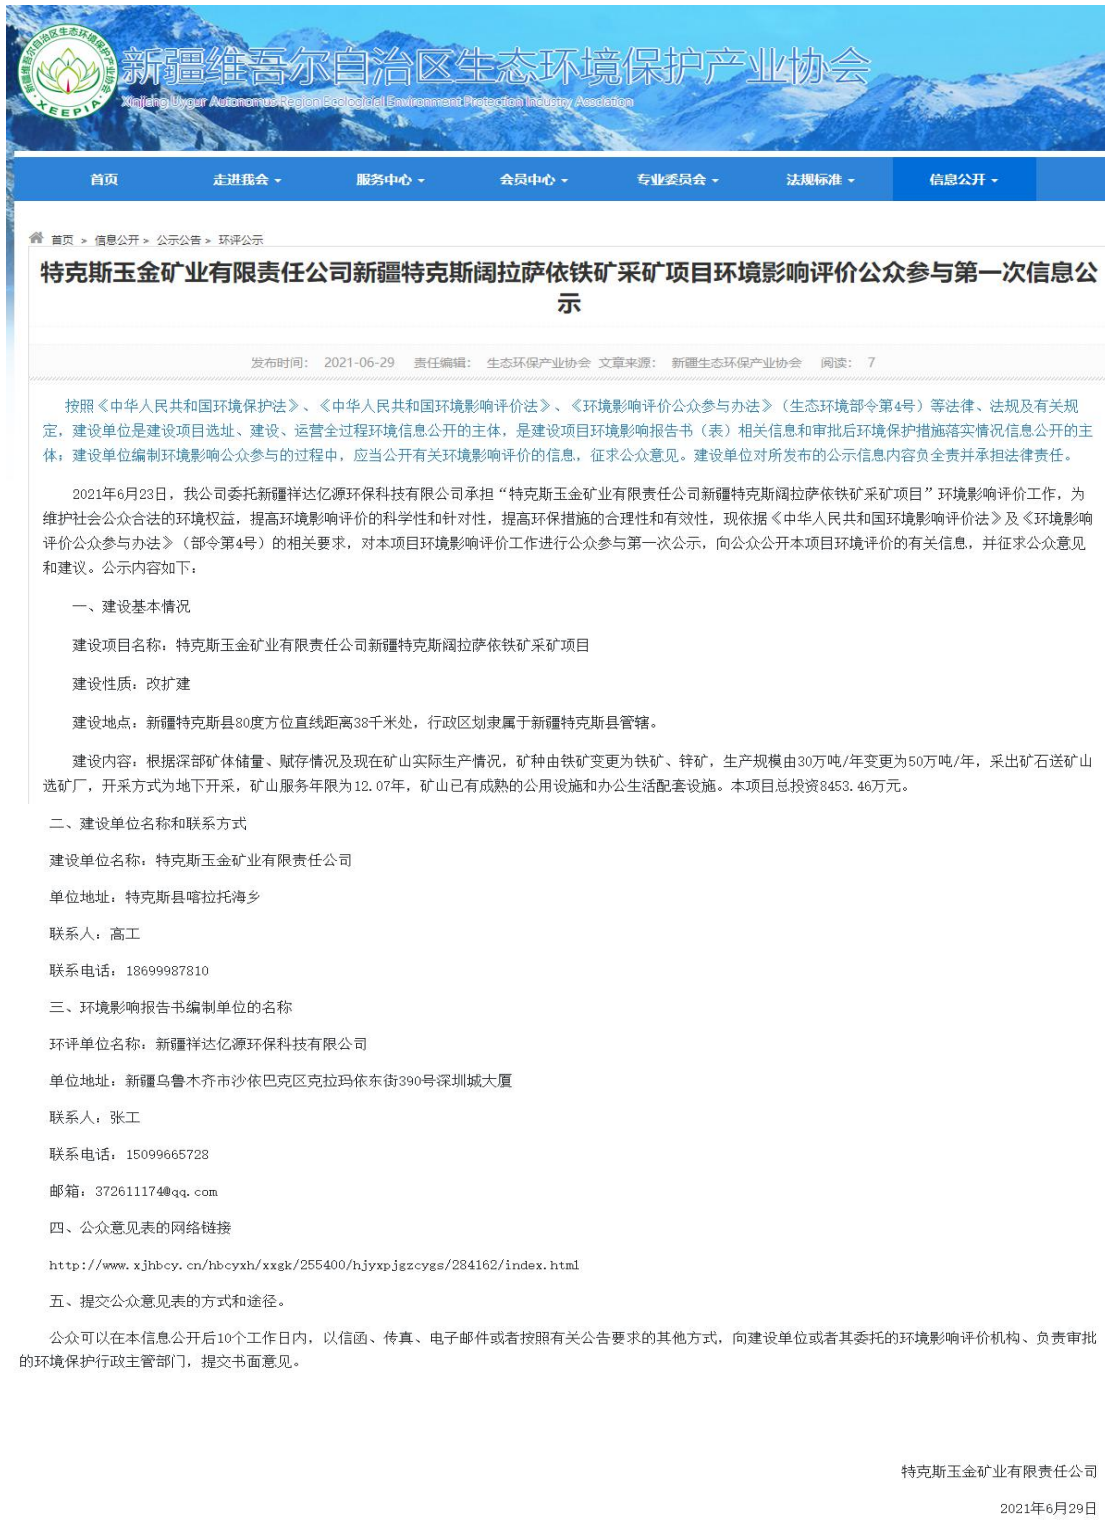 新疆维吾尔自治区生态环境保护产业协会
Xinjiang Uygur Autonomus Region Ecologicial Environment Protection Industry Assciation
新疆维吾尔自治区生态环境保护产业协会
XEEPIA
首页 走进我会 服务中心 会员中心 专业委员会 法规标准 信息公开
首页 > 信息公开 > 公示公告 > 环评公示
特克斯玉金矿业有限责任公司新疆特克斯阔拉萨依铁矿采矿项目环境影响评价公众参与第一次信息公
示
发布时间： 2021-06-29 责任编辑： 生态环保产业协会 文章来源： 新疆生态环保产业协会 阅读： 7
按照《中华人民共和国环境保护法》、《中华人民共和国环境影响评价法》、《环境影响评价公众参与办法》（生态环境部令第4号）等法律、法规及有关规
定，建设单位是建设项目选址、建设、运营全过程环境信息公开的主体，是建设项目环境影响报告书（表）相关信息和审批后环境保护措施落实情况信息公开的主
体；建设单位编制环境影响公众参与的过程中，应当公开有关环境影响评价的信息，征求公众意见。建设单位对所发布的公示信息内容负全责并承担法律责任。
2021年6月23日，我公司委托新疆祥达亿源环保科技有限公司承担“特克斯玉金矿业有限责任公司新疆特克斯阔拉萨依铁矿采矿项目”环境影响评价工作，为
维护社会公众合法的环境权益，提高环境影响评价的科学性和针对性，提高环保措施的合理性和有效性，现依据《中华人民共和国环境影响评价法》及《环境影响
评价公众参与办法》（部令第4号）的相关要求，对本项目环境影响评价工作进行公众参与第一次公示，向公众公开本项目环境评价的有关信息，并征求公众意见
和建议。公示内容如下：
一、建设基本情况
建设项目名称：特克斯玉金矿业有限责任公司新疆特克斯阔拉萨依铁矿采矿项目
建设性质：改扩建
建设地点：新疆特克斯县80度方位直线距离38千米处，行政区划隶属于新疆特克斯县管辖。
建设内容：根据深部矿体储量、赋存情况及现在矿山实际生产情况，矿种由铁矿变更为铁矿、锌矿，生产规模由30万吨/年变更为50万吨/年，采出矿石送矿山
选矿厂，开采方式为地下开采，矿山服务年限为12.07年，矿山已有成熟的公用设施和办公生活配套设施。本项目总投资8453.46万元。
二、建设单位名称和联系方式
建设单位名称：特克斯玉金矿业有限责任公司
单位地址：特克斯县喀拉托海乡
联系人：高工
联系电话：18699987810
三、环境影响报告书编制单位的名称
环评单位名称：新疆祥达亿源环保科技有限公司
单位地址：新疆乌鲁木齐市沙依巴克区克拉玛依东街390号深圳城大厦
联系人：张工
联系电话：15099665728
邮箱：372611174@qq.com
四、公众意见表的网络链接
http://www.xjhbcy.cn/hbcyxh/xxgk/255400/hjyxpjgzcygs/284162/index.html
五、提交公众意见表的方式和途径。
公众可以在本信息公开后10个工作日内，以信函、传真、电子邮件或者按照有关公告要求的其他方式，向建设单位或者其委托的环境影响评价机构、负责审批
的环境保护行政主管部门，提交书面意见。
特克斯玉金矿业有限责任公司
2021年6月29日